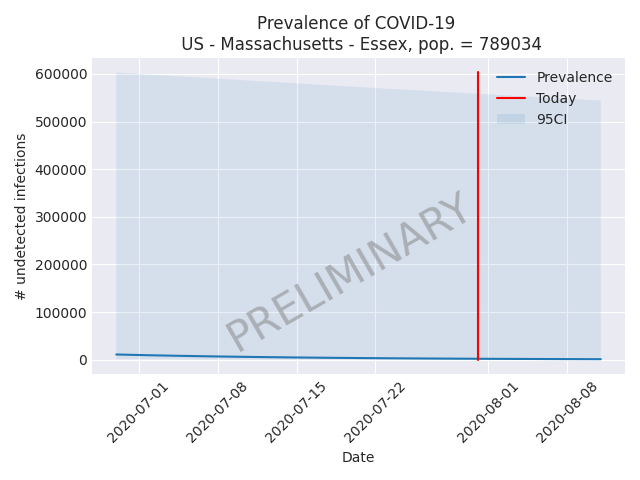 Prevalence of COVID-19
US - Massachusetts - Essex, pop. = 789034
600000
500000
400000
300000
200000
100000
0
# undetected infections
Prevalence
Today
95CI
PRELIMINARY
2020-07-01
2020-07-08
2020-07-15
2020-07-22
2020-08-01
2020-08-08
Date